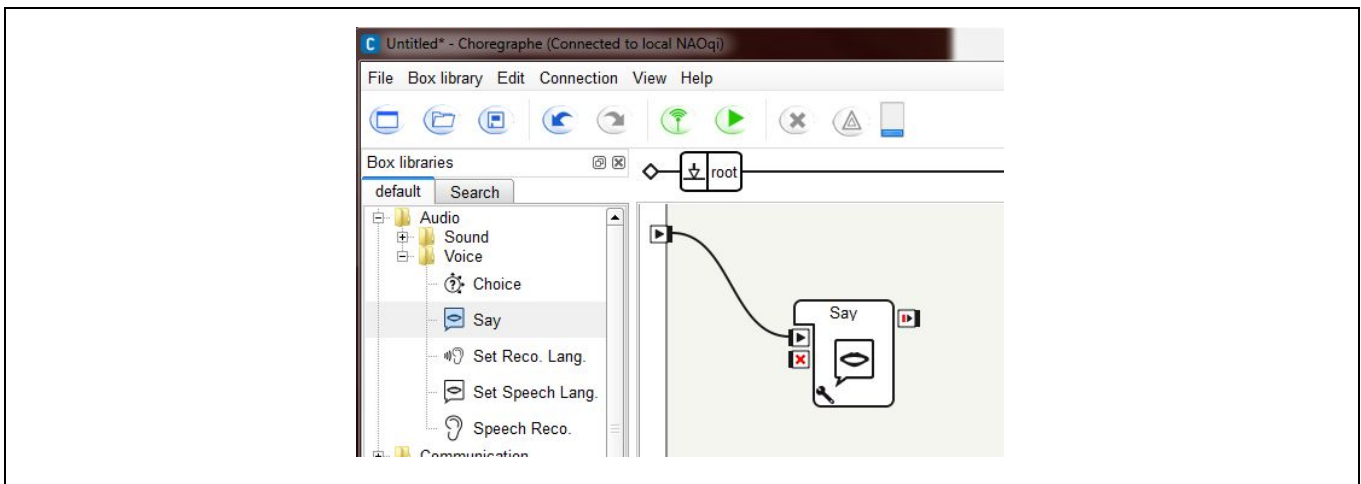 Untitled* - Choregraphe (Connected to local NAOqi)
File Box library Edit Connection View Help
Box libraries
root
default Search
Audio
Sound
Voice
Choice
Say
Set Reco. Lang.
Set Speech Lang.
Speech Reco.
Communication
Say